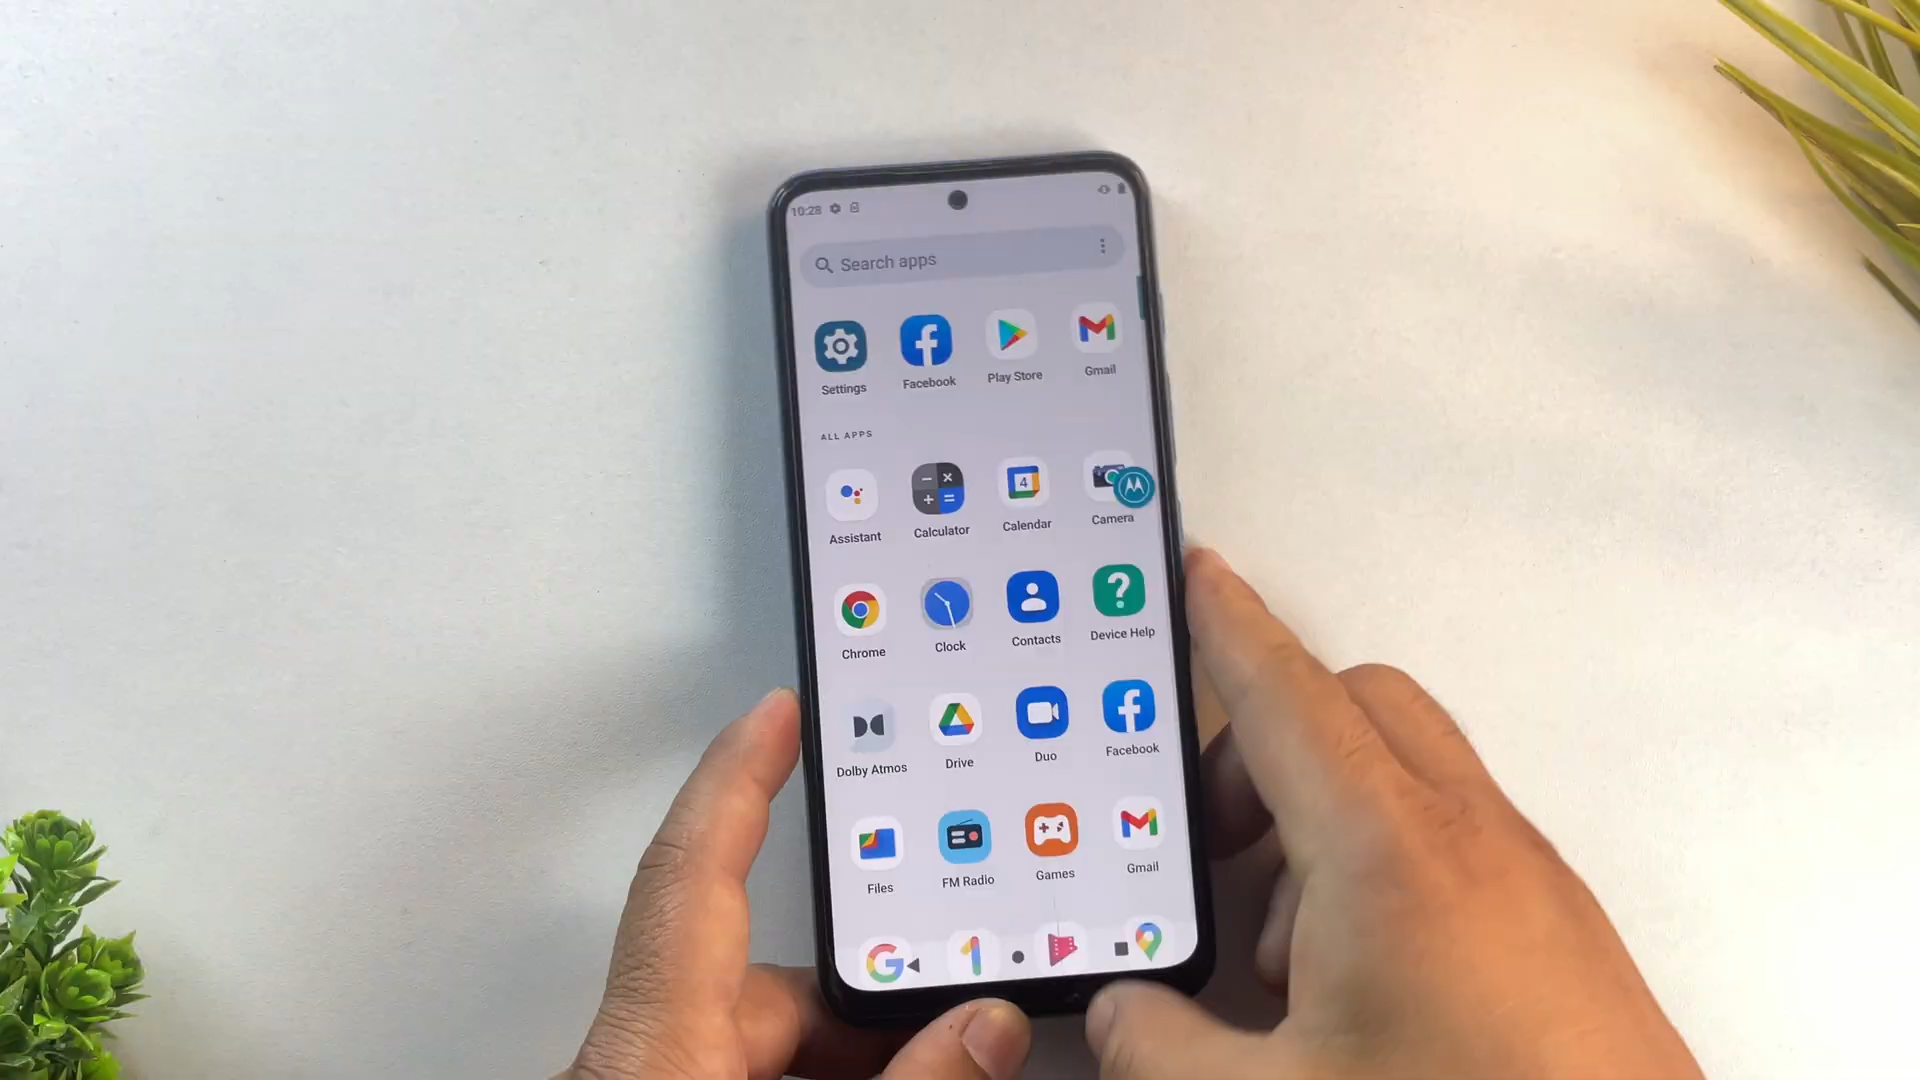 10:28
Search apps
Settings Facebook Play Store Gmail
ALL APPS
4
Assistant Calculator Calendar Camera
Chrome Clock Contacts Device Help
Dolby Atmos Drive Duo Facebook
Files FM Radio Games Gmail